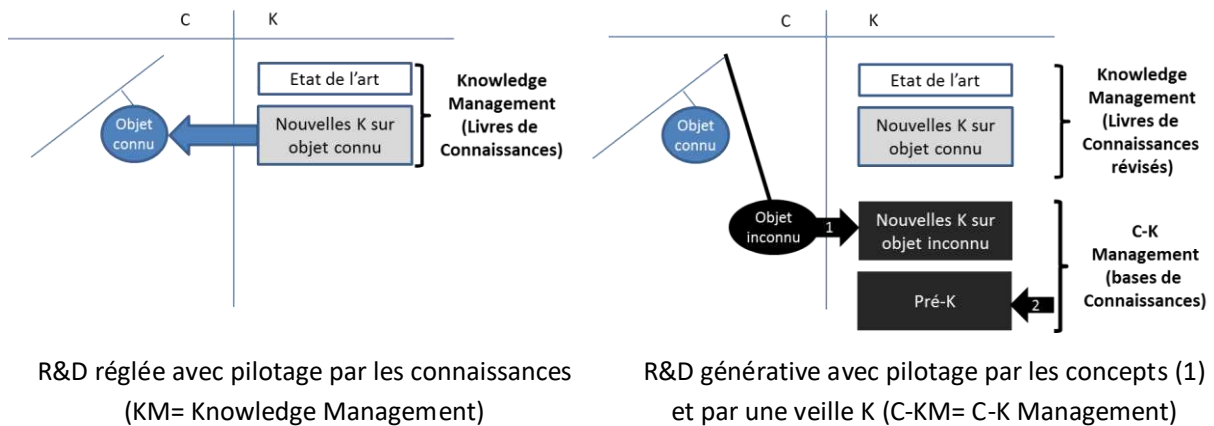 C
K
Etat de l'art
Objet
connu
Nouvelles K sur
objet connu
Knowledge
Management
(Livres de
Connaissances)
R&D réglée avec pilotage par les connaissances
(KM= Knowledge Management)
C
K
Etat de l'art
Objet
connu
Nouvelles K sur
objet connu
Knowledge
Management
(Livres de
Connaissances
révisés)
Objet
inconnu
1
Nouvelles K sur
objet inconnu
Pré-K
2
C-K
Management
(bases de
Connaissances)
R&D générative avec pilotage par les concepts (1)
et par une veille K (C-KM= C-K Management)